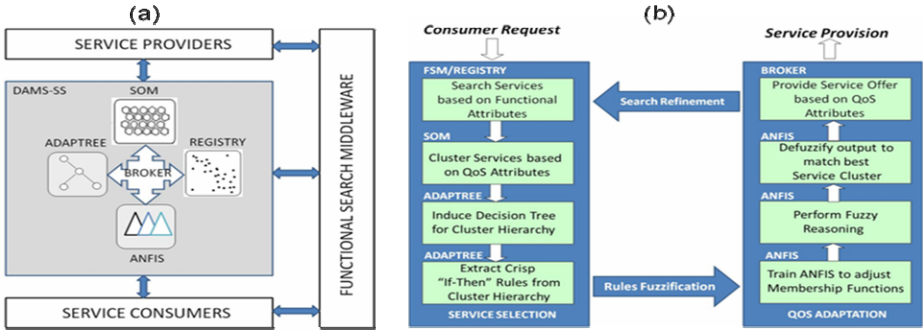 (a)
SERVICE PROVIDERS
DAMS-SS
SOM
ADAPTREE
REGISTRY
BROKER
ANFIS
SERVICE CONSUMERS
FUNCTIONAL SEARCH MIDDLEWARE
(b)
Consumer Request
FSM/REGISTRY
Search Services
based on Functional
Attributes
SOM
Cluster Services based
on QoS Attributes
ADAPTREE
Induce Decision Tree
for Cluster Hierarchy
ADAPTREE
Extract Crisp
"If-Then" Rules from
Cluster Hierarchy
SERVICE SELECTION
Search Refinement
Rules Fuzzification
Service Provision
BROKER
Provide Service Offer
based on QoS
Attributes
ANFIS
Defuzzify output to
match best
Service Cluster
ANFIS
Perform Fuzzy
Reasoning
ANFIS
Train ANFIS to adjust
Membership Functions
QOS ADAPTATION